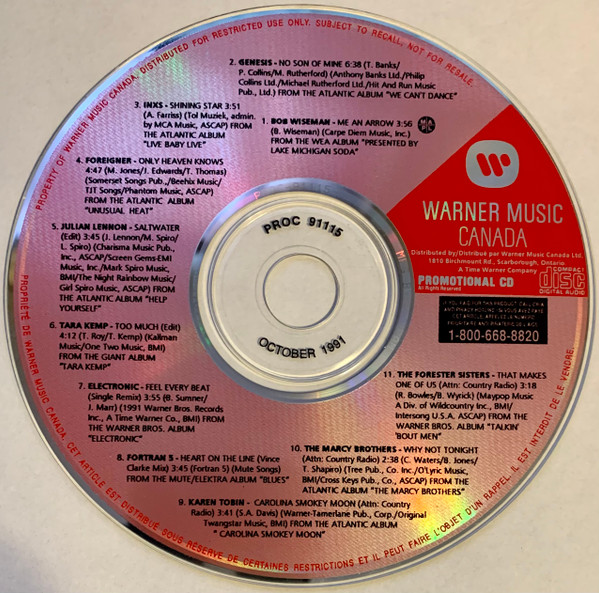 PROPERTY OF WARNER MUSIC CANADA, DISTRIBUTED FOR RESTRICTED USE ONLY. SUBJECT TO RECALL, NOT FOR RESALE.
2. GENESIS - NO SON OF MINE 6:38 (T. Banks/
P. Collins/M. Rutherford) (Anthony Banks Ltd./Philip
Collins Ltd./Michael Rutherford Ltd./Hit And Run Music
Pub., Ltd.) FROM THE ATLANTIC ALBUM "WE CAN'T DANCE"
3. INXS - SHINING STAR 3:51
(A. Farriss) (Tol Muziek, admin.
by MCA Music, ASCAP) FROM
THE ATLANTIC ALBUM
"LIVE BABY LIVE"
1. BOB WISEMAN - ME AN ARROW 3:56
(B. Wiseman) (Carpe Diem Music, Inc.)
FROM THE WEA ALBUM "PRESENTED BY
LAKE MICHIGAN SODA"
4. FOREIGNER - ONLY HEAVEN KNOWS
4:47 (M. Jones/J. Edwards/T. Thomas)
(Somerset Songs Pub.,/Beehix Music/
TJT Songs/Phantom Music, ASCAP)
FROM THE ATLANTIC ALBUM
"UNUSUAL HEAT"
5. JULIAN LENNON - SALTWATER
(Edit) 3:45 (J. Lennon/M. Spiro/
L. Spiro) (Charisma Music Pub.,
Inc., ASCAP/Screen Gems-EMI
Music, Inc./Mark Spiro Music,
BMI/The Night Rainbow Music/
Girl Spiro Music, ASCAP) FROM
THE ATLANTIC ALBUM "HELP
YOURSELF"
6. TARA KEMP - TOO MUCH (Edit)
4:12 (T. Roy/T. Kemp) (Kallman
Music/One Two Music, BMI)
FROM THE GIANT ALBUM
"TARA KEMP"
7. ELECTRONIC - FEEL EVERY BEAT
(Single Remix) 3:55 (B. Sumner/
J. Marr) (1991 Warner Bros. Records
Inc., A Time Warner Co., BMI) FROM
THE WARNER BROS. ALBUM
"ELECTRONIC"
8. FORTRAN 5 - HEART ON THE LINE (Vince
Clarke Mix) 3:45 (Fortran 5) (Mute Songs)
FROM THE MUTE/ELEKTRA ALBUM "BLUES"
9. KAREN TOBIN - CAROLINA SMOKEY MOON (Attn: Country
Radio) 3:41 (S.A. Davis) (Warner-Tamerlane Pub., Corp./Original
Twangstar Music, BMI) FROM THE ATLANTIC ALBUM
" CAROLINA SMOKEY MOON"
10. THE MARCY BROTHERS - WHY NOT TONIGHT
(Attn: Country Radio) 2:38 (C. Waters/B. Jones/
T. Shapiro) (Tree Pub., Co. Inc./O'Lyric Music,
BMI/Cross Keys Pub., Co., ASCAP) FROM THE
ATLANTIC ALBUM "THE MARCY BROTHERS"
11. THE FORESTER SISTERS - THAT MAKES
ONE OF US (Attn: Country Radio) 3:18
(R. Bowles/B. Wyrick) (Maypop Music
A Div. of Wildcountry Inc., BMI/
Intersong U.S.A. ASCAP) FROM THE
WARNER BROS. ALBUM "TALKIN'
'BOUT MEN"
PROC 91115
OCTOBER 1991
WARNER MUSIC
CANADA
Distributed by/Distribué par Warner Music Canada Ltd.
1810 Birchmount Rd., Scarborough, Ontario.
A Time Warner Company
PROMOTIONAL CD
All Rights Reserved
COMPACT
disc
DIGITAL AUDIO
1-800-668-8820
PROPRIÉTÉ DE WARNER MUSIC CANADA, CET ARTICLE EST DISTRIBUÉ SOUS RÉSERVE DE CERTAINES RESTRICTIONS ET IL PEUT FAIRE L'OBJET D'UN RAPPEL. IL EST INTERDIT DE LE VENDRE.